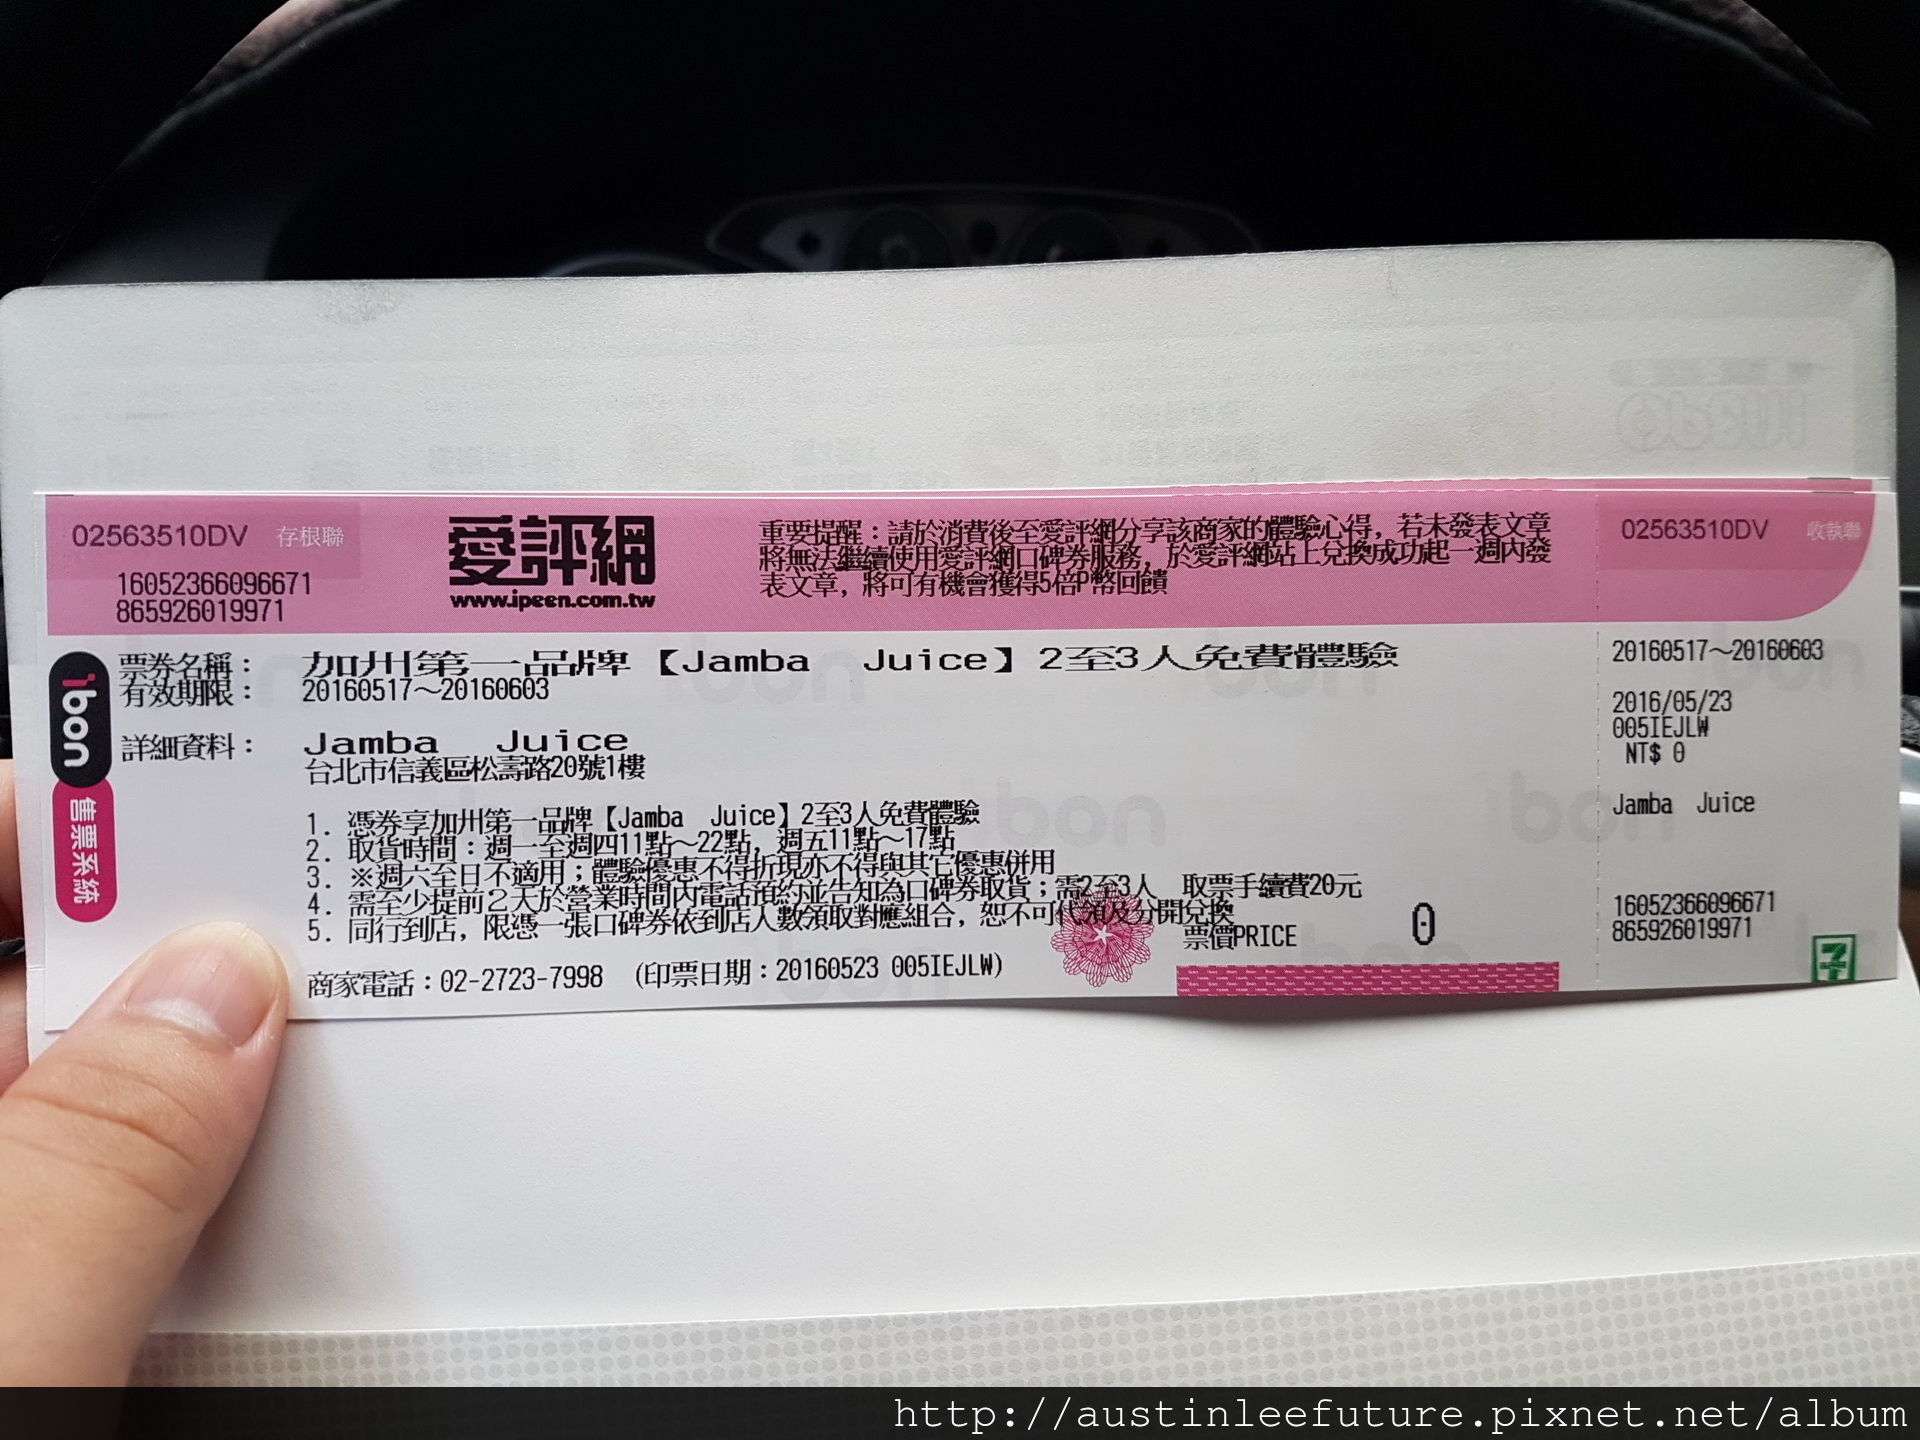 02563510DV 存根聯
16052366096671
865926019971
愛評網
www.ipeen.com.tw
重要提醒：請於消費後至愛評網分享該商家的體驗心得，若未發表文章
將無法繼續使用愛評網口碑券服務，於愛評網站上兌換成功起一週內發
表文章，將可有機會獲得5倍P幣回饋
02563510DV 收執聯
ibon
售票系統
票券名稱： 加州第一品牌【Jamba Juice】2至3人免費體驗
有效期限： 20160517～20160603
詳細資料： Jamba Juice
台北市信義區松壽路20號1樓
1. 憑券享加州第一品牌【Jamba Juice】2至3人免費體驗
2. 取貨時間：週一至週四11點～22點，週五11點～17點
3. ※週六至日不適用；體驗優惠不得折現亦不得與其它優惠併用
4. 需至少提前2天於營業時間內電話預約並告知為口碑券取貨；需2至3人 取票手續費20元
5. 同行到店，限憑一張口碑券依到店人數領取對應組合，恕不可代領及分開兌換
票價PRICE 0
商家電話：02-2723-7998 (印票日期：20160523 005IEJLW)
20160517～20160603
2016/05/23
005IEJLW
NT$ 0
Jamba Juice
16052366096671
865926019971
http://austinleefuture.pixnet.net/album